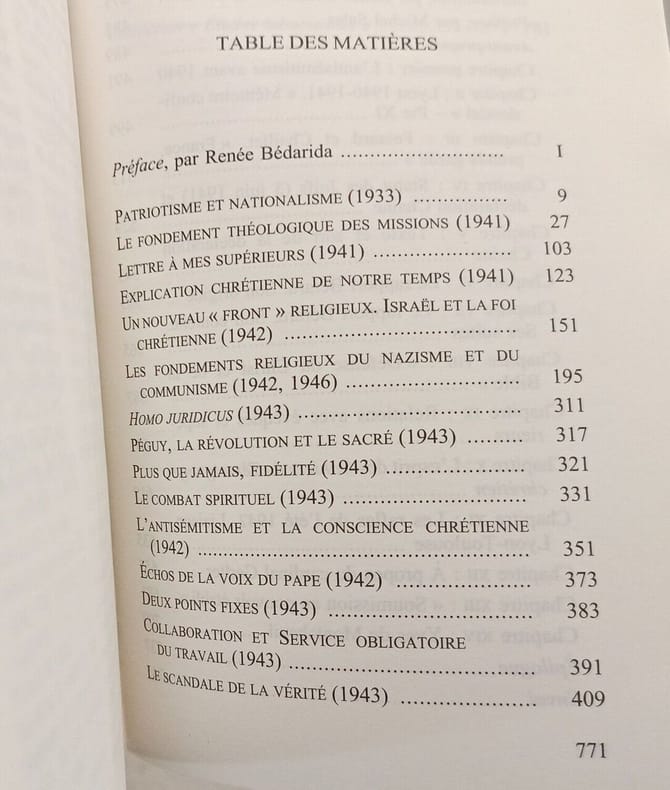 TABLE DES MATIÈRES
Préface, par Renée Bédarida ............................ I
PATRIOTISME ET NATIONALISME (1933) ................ 9
LE FONDEMENT THÉOLOGIQUE DES MISSIONS (1941) 27
LETTRE À MES SUPÉRIEURS (1941) ....................... 103
EXPLICATION CHRÉTIENNE DE NOTRE TEMPS (1941) 123
UN NOUVEAU « FRONT » RELIGIEUX. ISRAËL ET LA FOI
CHRÉTIENNE (1942) ....................................... 151
LES FONDEMENTS RELIGIEUX DU NAZISME ET DU
COMMUNISME (1942, 1946) ............................. 195
HOMO JURIDICUS (1943) ..................................... 311
PÉGUY, LA RÉVOLUTION ET LE SACRÉ (1943) ......... 317
PLUS QUE JAMAIS, FIDÉLITÉ (1943) ....................... 321
LE COMBAT SPIRITUEL (1943) .............................. 331
L'ANTISÉMITISME ET LA CONSCIENCE CHRÉTIENNE
(1942) ....................................................... 351
ÉCHOS DE LA VOIX DU PAPE (1942) ..................... 373
DEUX POINTS FIXES (1943) ................................. 383
COLLABORATION ET SERVICE OBLIGATOIRE
DU TRAVAIL (1943) ....................................... 391
LE SCANDALE DE LA VÉRITÉ (1943) ...................... 409
771